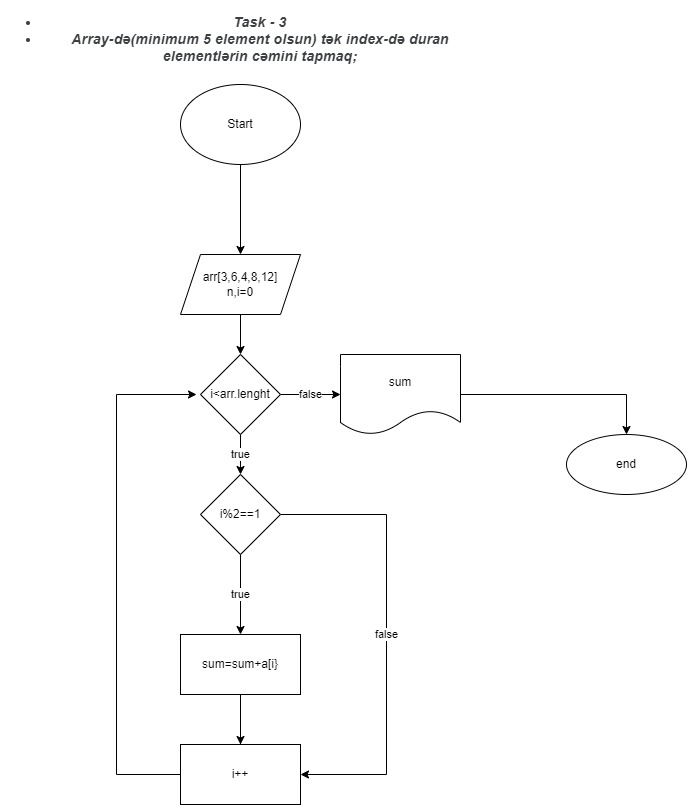 Task - 3
Array-də(minimum 5 element olsun) tək index-də duran
elementlərin cəmini tapmaq;
Start
arr[3,6,4,8,12]
n,i=0
i<arr.lenght
false
sum
end
true
i%2==1
true
false
sum=sum+a[i}
i++